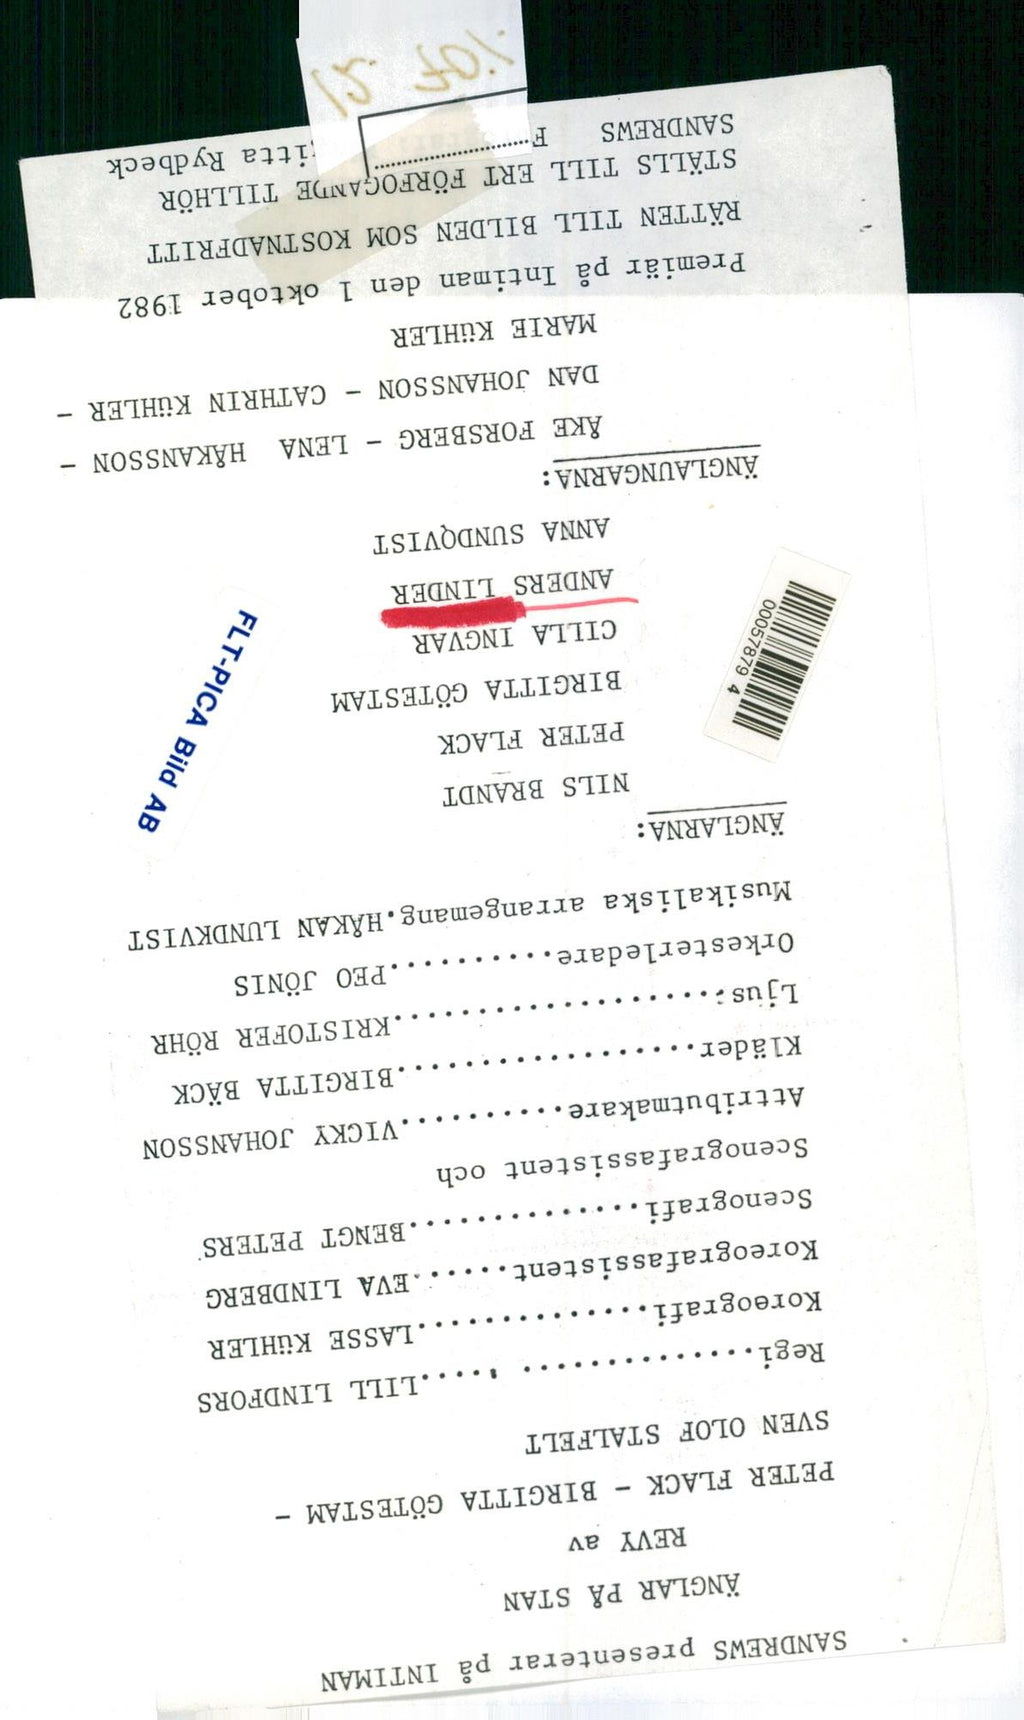 SANDREWS presenterar på INTIMAN
ÄNGLAR PÅ STAN
REVY av
PETER FLACK - BIRGITTA GÖTESTAM -
SVEN OLOF STALFELT
Regi.............. .....LILL LINDFORS
Koreografi..............LASSE KüHLER
Koreografassistent......EVA LINDBERG
Scenografi..............BENGT PETERS
Scenografassistent och
Attributmakare..........VICKY JOHANSSON
Kläder..................BIRGITTA BÄCK
Ljus:...................KRISTOFER RÖHR
Orkesterledare..........PEO JÖNIS
Musikaliska arrangemang.HÅKAN LUNDKVIST
ÄNGLARNA:
NILS BRANDT
PETER FLACK
BIRGITTA GÖTESTAM
CILLA INGVAR
ANDERS LINDER
ANNA SUNDQVIST
ÄNGLAUNGARNA:
ÅKE FORSBERG - LENA HÅKANSSON -
DAN JOHANSSON - CATHRIN KüHLER -
MARIE KüHLER
Premiär på Intiman den 1 oktober 1982
RÄTTEN TILL BILDEN SOM KOSTNADFRITT
STÄLLS TILL ERT FÖRFOGANDE TILLHÖR
SANDREWS F itta Rydbeck
FLT-PICA Bild AB
00057879 4